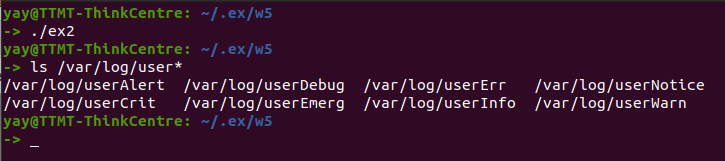 yay@TTMT-ThinkCentre: ~/.ex/w5
-> ./ex2
yay@TTMT-ThinkCentre: ~/.ex/w5
-> ls /var/log/user*
/var/log/userAlert  /var/log/userDebug  /var/log/userErr   /var/log/userNotice
/var/log/userCrit   /var/log/userEmerg  /var/log/userInfo  /var/log/userWarn
yay@TTMT-ThinkCentre: ~/.ex/w5
-> _